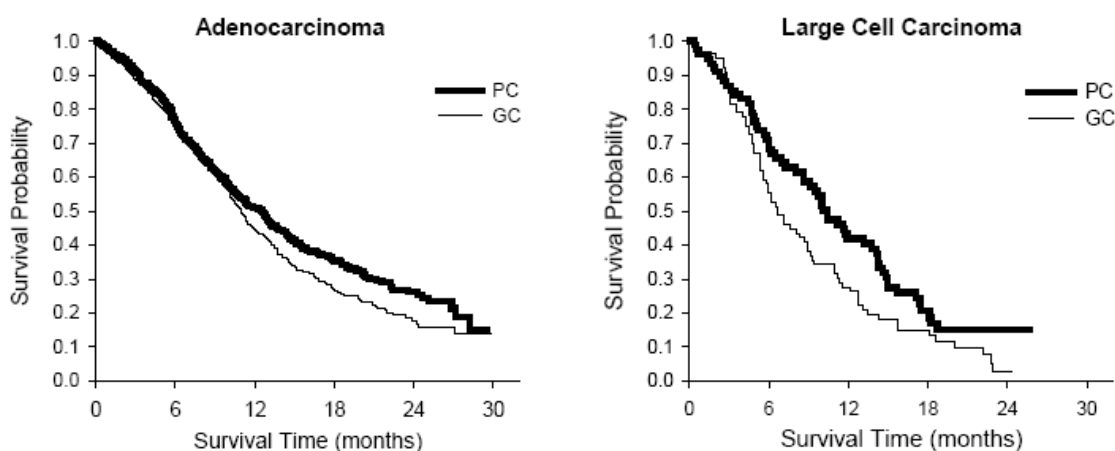 Adenocarcinoma
Survival Probability
1.0
0.9
0.8
0.7
0.6
0.5
0.4
0.3
0.2
0.1
0.0
PC
GC
0 6 12 18 24 30
Survival Time (months)
Large Cell Carcinoma
Survival Probability
1.0
0.9
0.8
0.7
0.6
0.5
0.4
0.3
0.2
0.1
0.0
PC
GC
0 6 12 18 24 30
Survival Time (months)